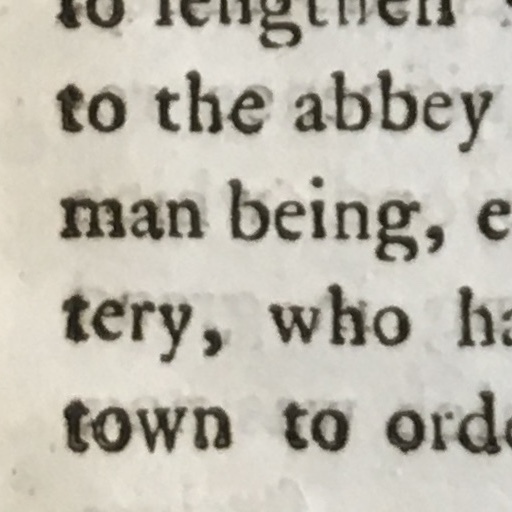 to lengthen
to the abbey
man being, e
tery, who ha
town to orde